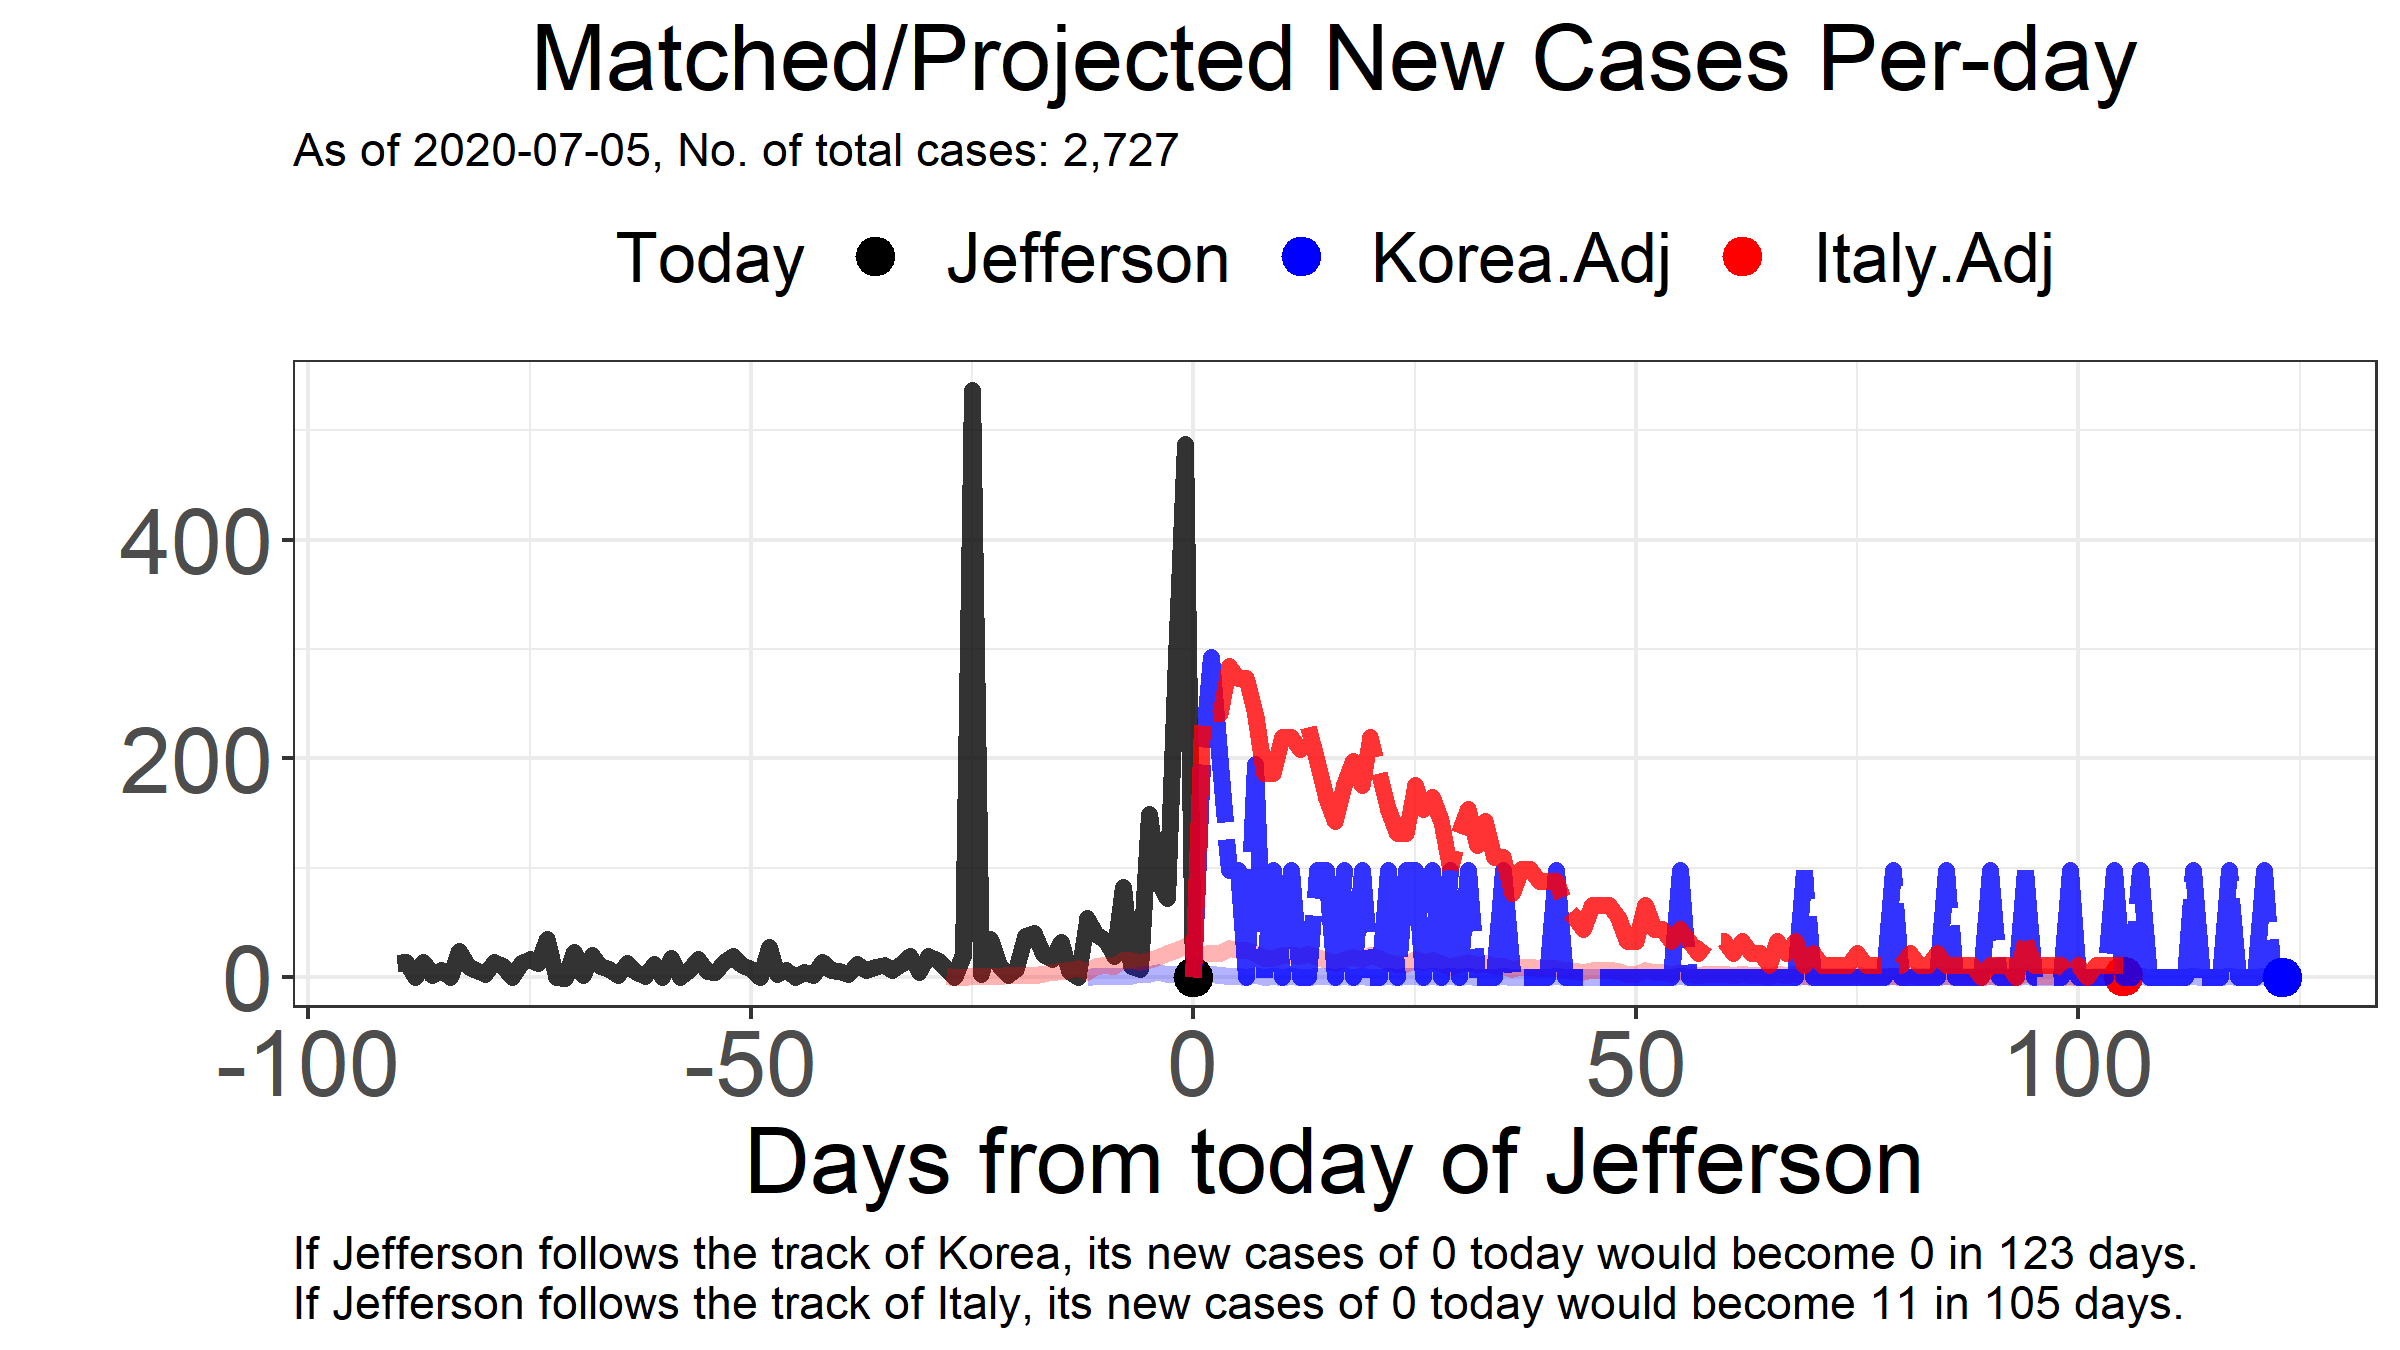 Matched/Projected New Cases Per-day
As of 2020-07-05, No. of total cases: 2,727
Today Jefferson Korea.Adj Italy.Adj
400
200
0
-100 -50 0 50 100
Days from today of Jefferson
If Jefferson follows the track of Korea, its new cases of 0 today would become 0 in 123 days.
If Jefferson follows the track of Italy, its new cases of 0 today would become 11 in 105 days.